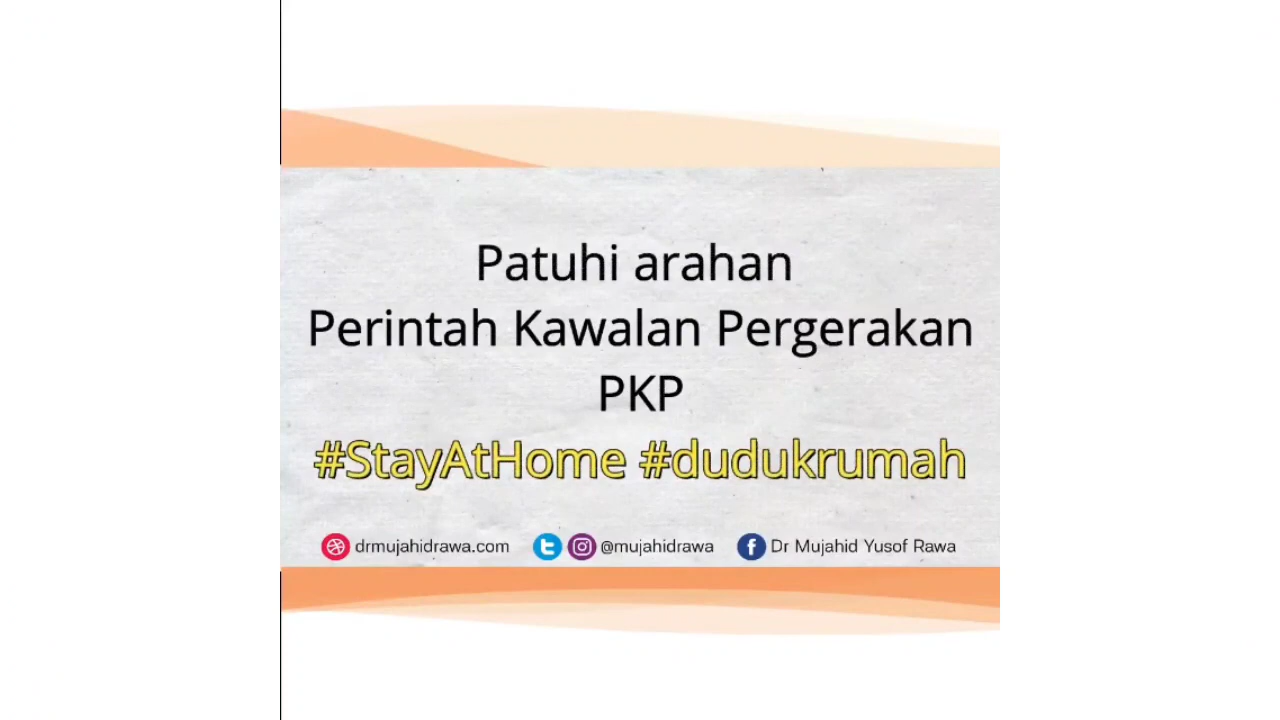 Patuhi arahan
Perintah Kawalan Pergerakan
PKP
#StayAtHome #dudukrumah
drmujahidrawa.com @mujahidrawa Dr Mujahid Yusof Rawa